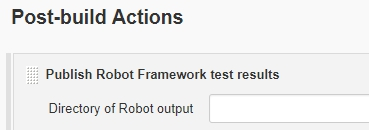 Post-build Actions
Publish Robot Framework test results
Directory of Robot output